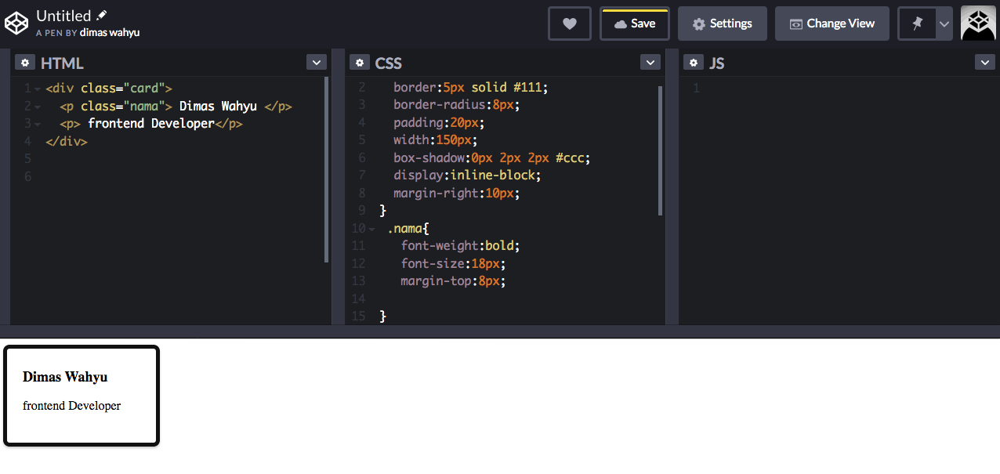 Untitled
A PEN BY dimas wahyu
Save
Settings
Change View
HTML
1 <div class="card">
2 <p class="nama"> Dimas Wahyu </p>
3 <p> frontend Developer</p>
4 </div>
5
6
CSS
2 border:5px solid #111;
3 border-radius:8px;
4 padding:20px;
5 width:150px;
6 box-shadow:0px 2px 2px #ccc;
7 display:inline-block;
8 margin-right:10px;
9 }
10 .nama{
11 font-weight:bold;
12 font-size:18px;
13 margin-top:8px;
14
15 }
JS
1
Dimas Wahyu
frontend Developer